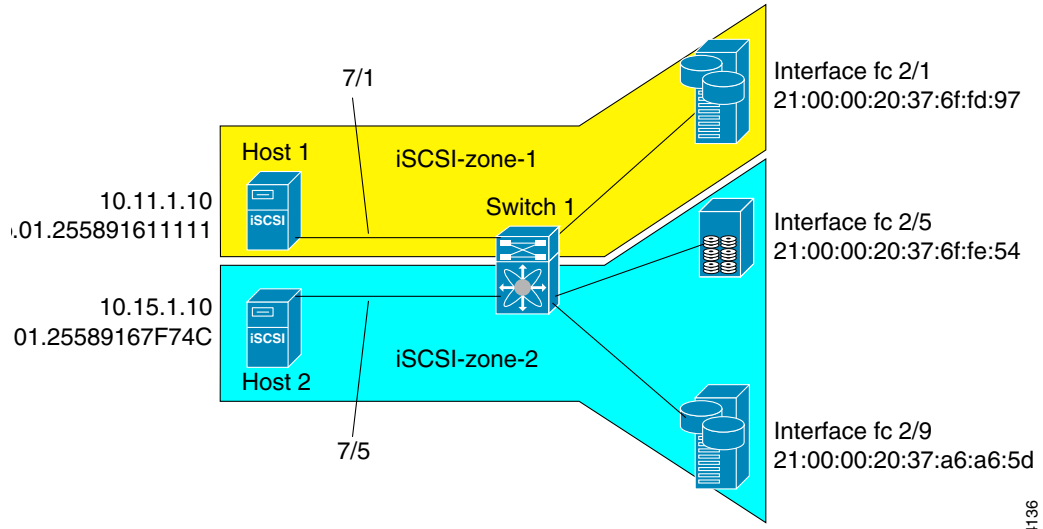 7/1
Interface fc 2/1
21:00:00:20:37:6f:fd:97
Host 1
iSCSI-zone-1
10.11.1.10
.01.255891611111
iSCSI
Switch 1
Interface fc 2/5
21:00:00:20:37:6f:fe:54
10.15.1.10
01.25589167F74C
iSCSI
iSCSI-zone-2
Host 2
7/5
Interface fc 2/9
21:00:00:20:37:a6:a6:5d
4136